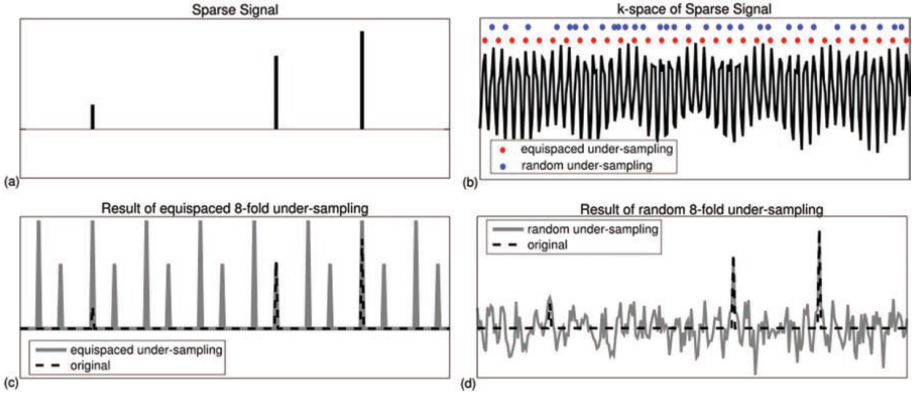 Sparse Signal
(a)
k-space of Sparse Signal
equispaced under-sampling
random under-sampling
(b)
Result of equispaced 8-fold under-sampling
equispaced under-sampling
original
(c)
Result of random 8-fold under-sampling
random under-sampling
original
(d)